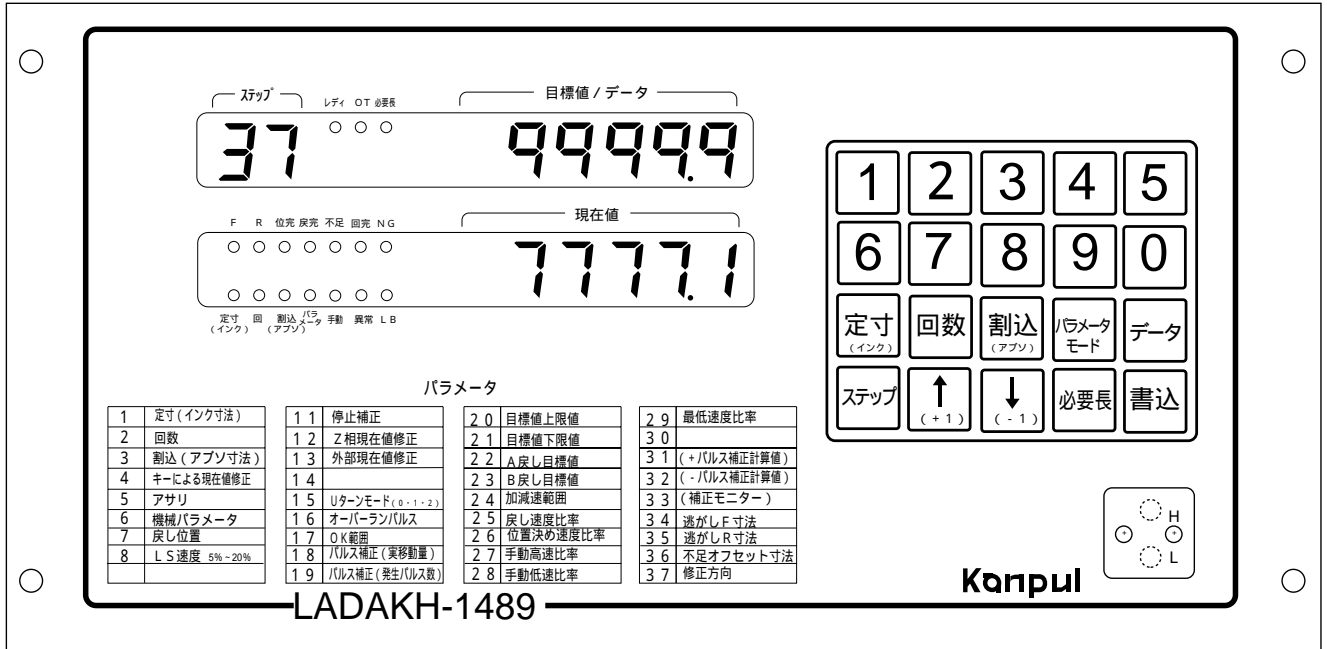 ステップ レディ OT 必要長 目標値 / データ
37 9999.9
F R 位完 戻完 不足 回完 NG 現在値
7777.1
定寸 回 割込 パラメータ 手動 異常 LB
(インク) (アプソ)
1 2 3 4 5
6 7 8 9 0
定寸 回数 割込 パラメータモード データ
(インク) (アプソ)
ステップ ↑ ↓ 必要長 書込
(+1) (-1)
パラメータ
1 定寸(インク寸法)
2 回数
3 割込(アプソ寸法)
4 キーによる現在値修正
5 アサリ
6 機械パラメータ
7 戻し位置
8 LS速度 5%~20%
11 停止補正
12 Z相現在値修正
13 外部現在値修正
14
15 Uターンモード(0-1-2)
16 オーバーランパルス
17 OK範囲
18 パルス補正(実移動量)
19 パルス補正(発生パルス数)
20 目標値上限値
21 目標値下限値
22 A戻し目標値
23 B戻し目標値
24 加減速範囲
25 戻し速度比率
26 位置決め速度比率
27 手動高速比率
28 手動低速比率
29 最低速度比率
30
31 (+パルス補正計算値)
32 (-パルス補正計算値)
33 (補正モニター)
34 逃がしF寸法
35 逃がしR寸法
36 不足オフセット寸法
37 修正方向
H
L
Kanpul
LADAKH-1489